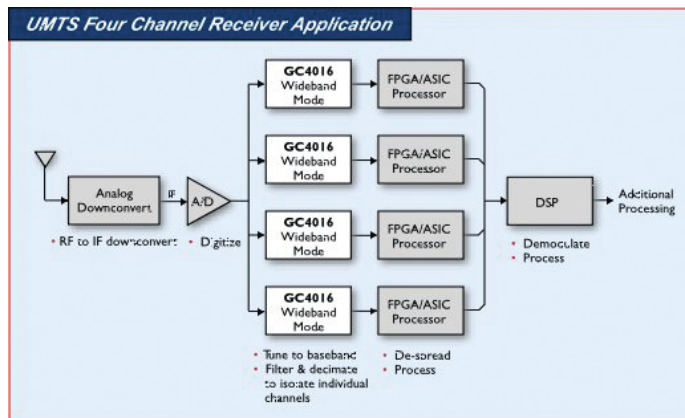 UMTS Four Channel Receiver Application
GC4016
Wideband
Mode
FPGA/ASIC
Processor
GC4016
Wideband
Mode
FPGA/ASIC
Processor
Analog
Downconvert
IF
A/D
DSP
Additional
Processing
• RF to IF downconvert
• Digitize
GC4016
Wideband
Mode
FPGA/ASIC
Processor
• Democulate
• Process
GC4016
Wideband
Mode
FPGA/ASIC
Processor
• Tune to baseband
• Filter & decimate
to isolate individual
channels
• De-spread
• Process